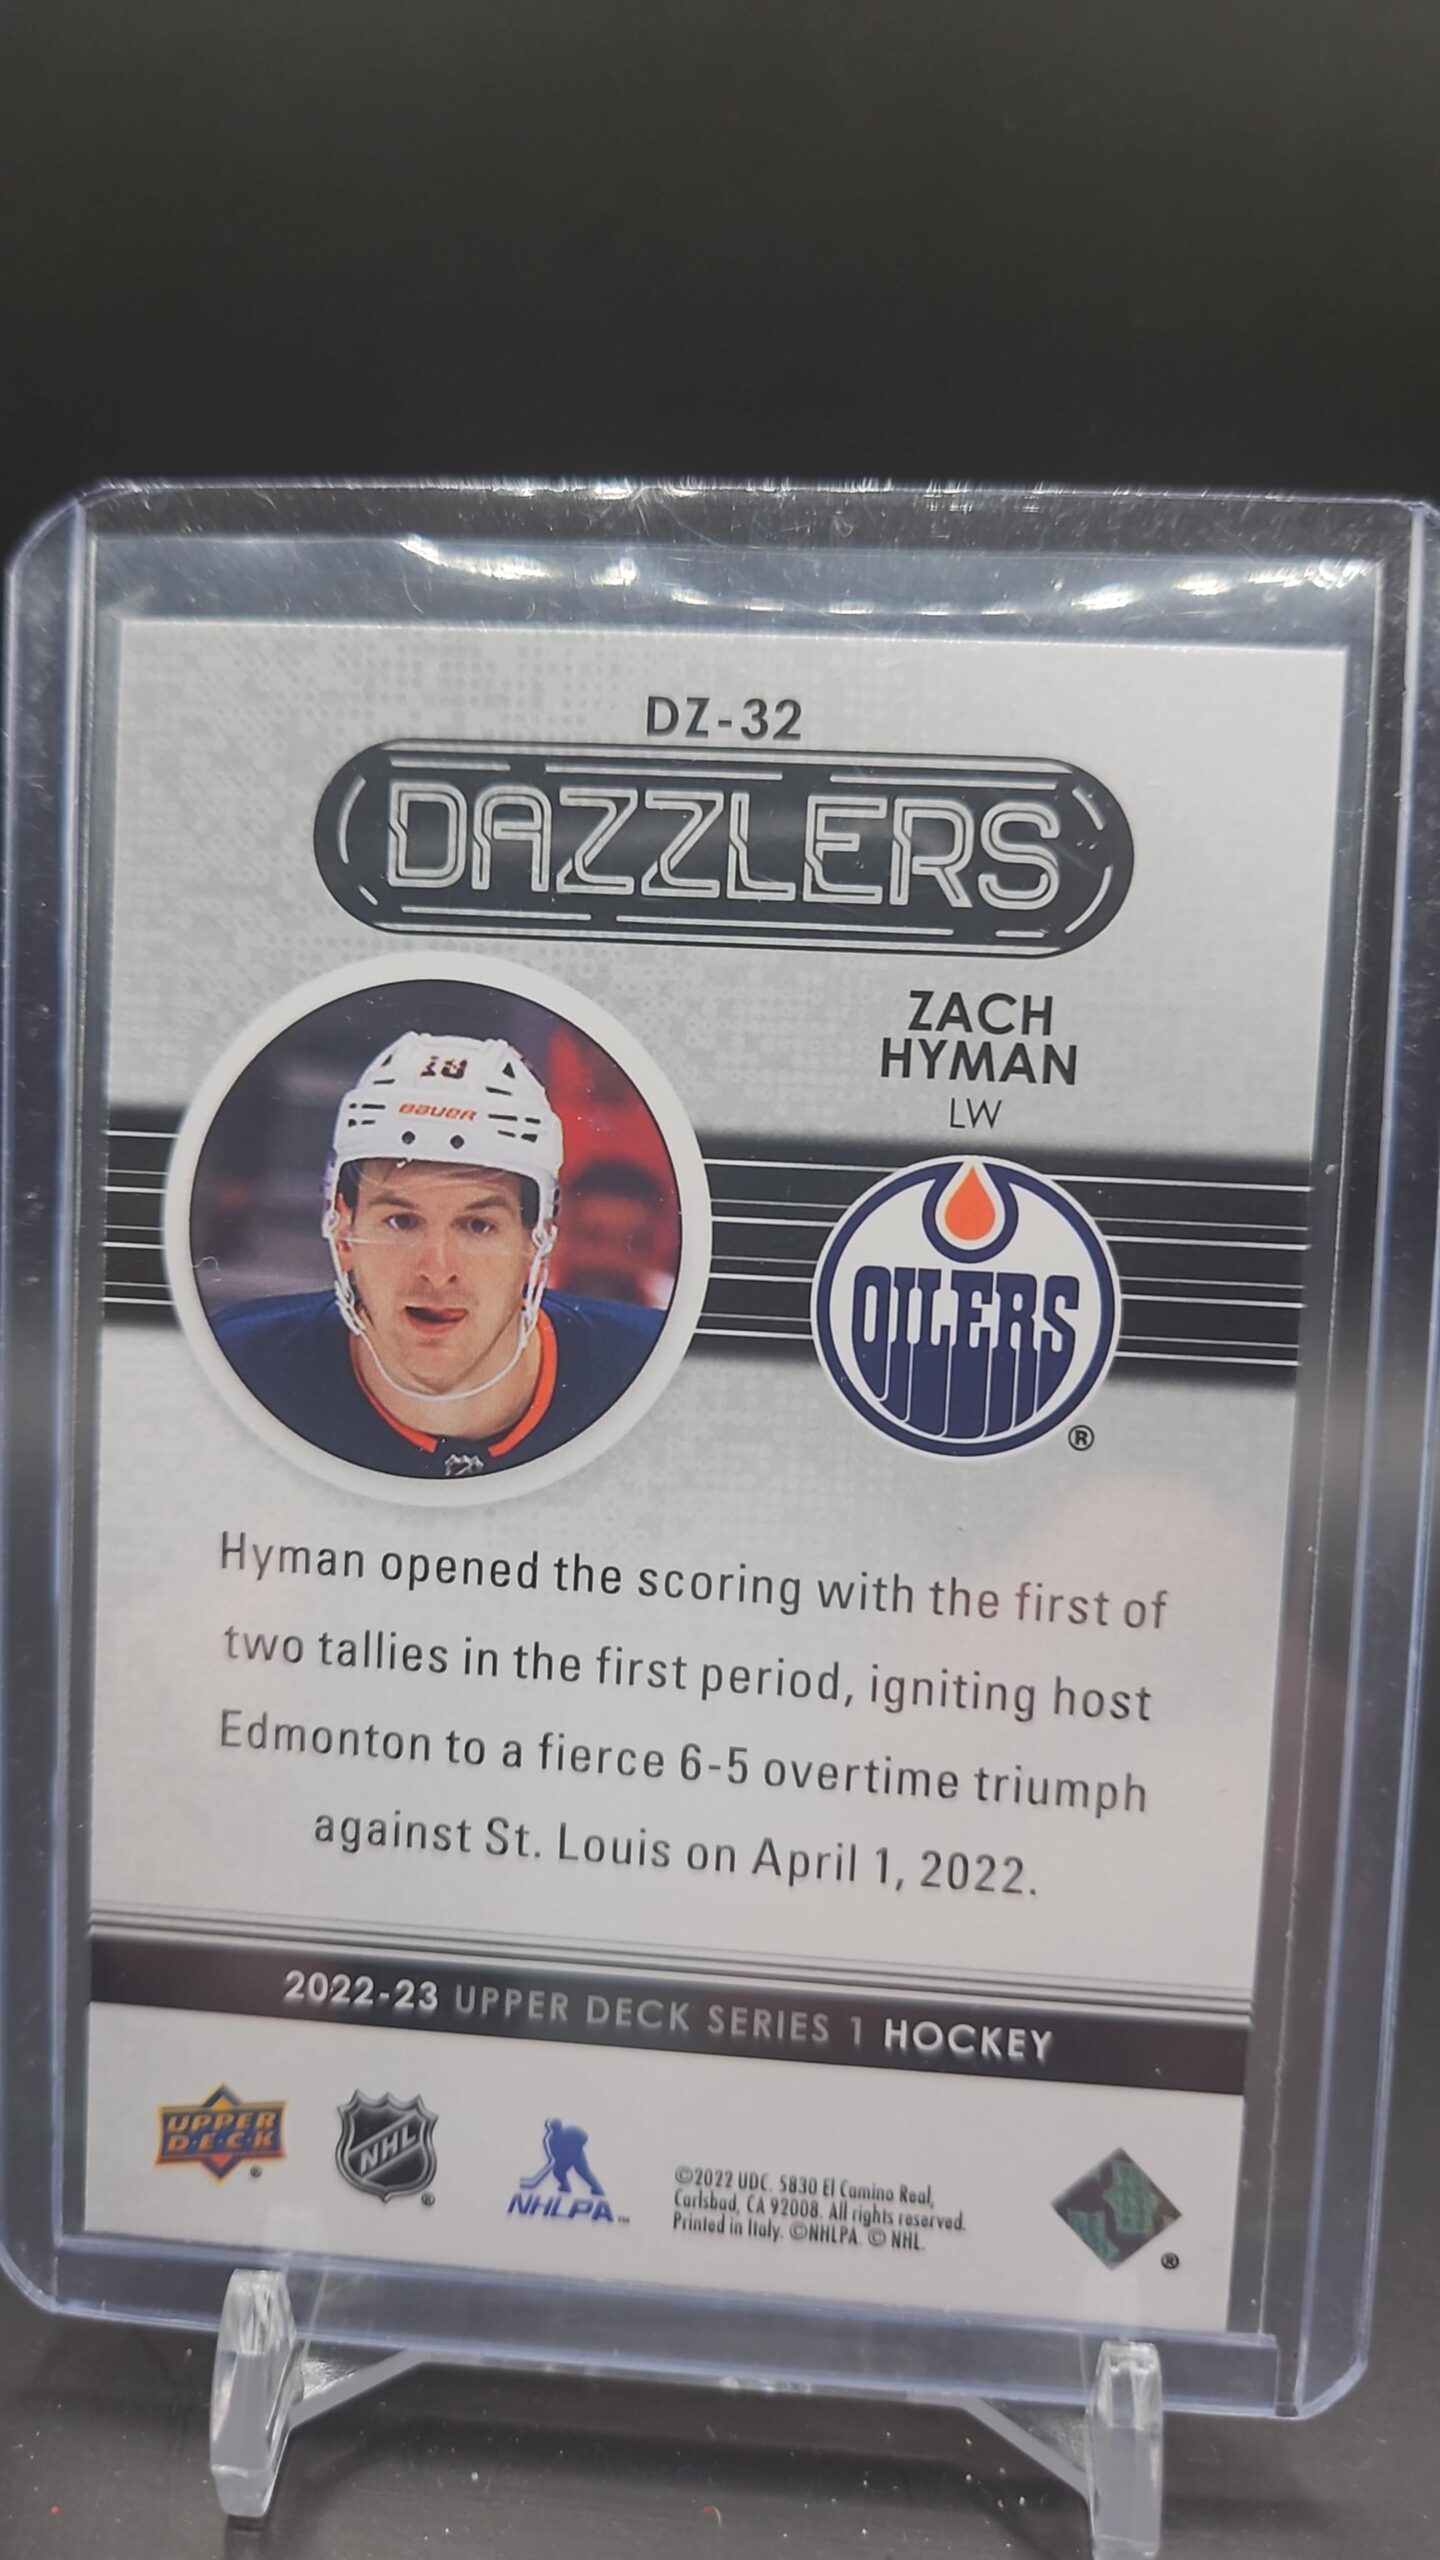 DZ-32
DAZZLERS
ZACH
HYMAN
LW
18
BAUER
OILERS
®
Hyman opened the scoring with the first of
two tallies in the first period, igniting host
Edmonton to a fierce 6-5 overtime triumph
against St. Louis on April 1, 2022.
2022-23 UPPER DECK SERIES 1 HOCKEY
UPPER
DECK
®
NHL
®
NHLPA™
©2022 UDC. 5830 El Camino Real,
Carlsbad, CA 92008. All rights reserved.
Printed in Italy. ©NHLPA. © NHL.
®